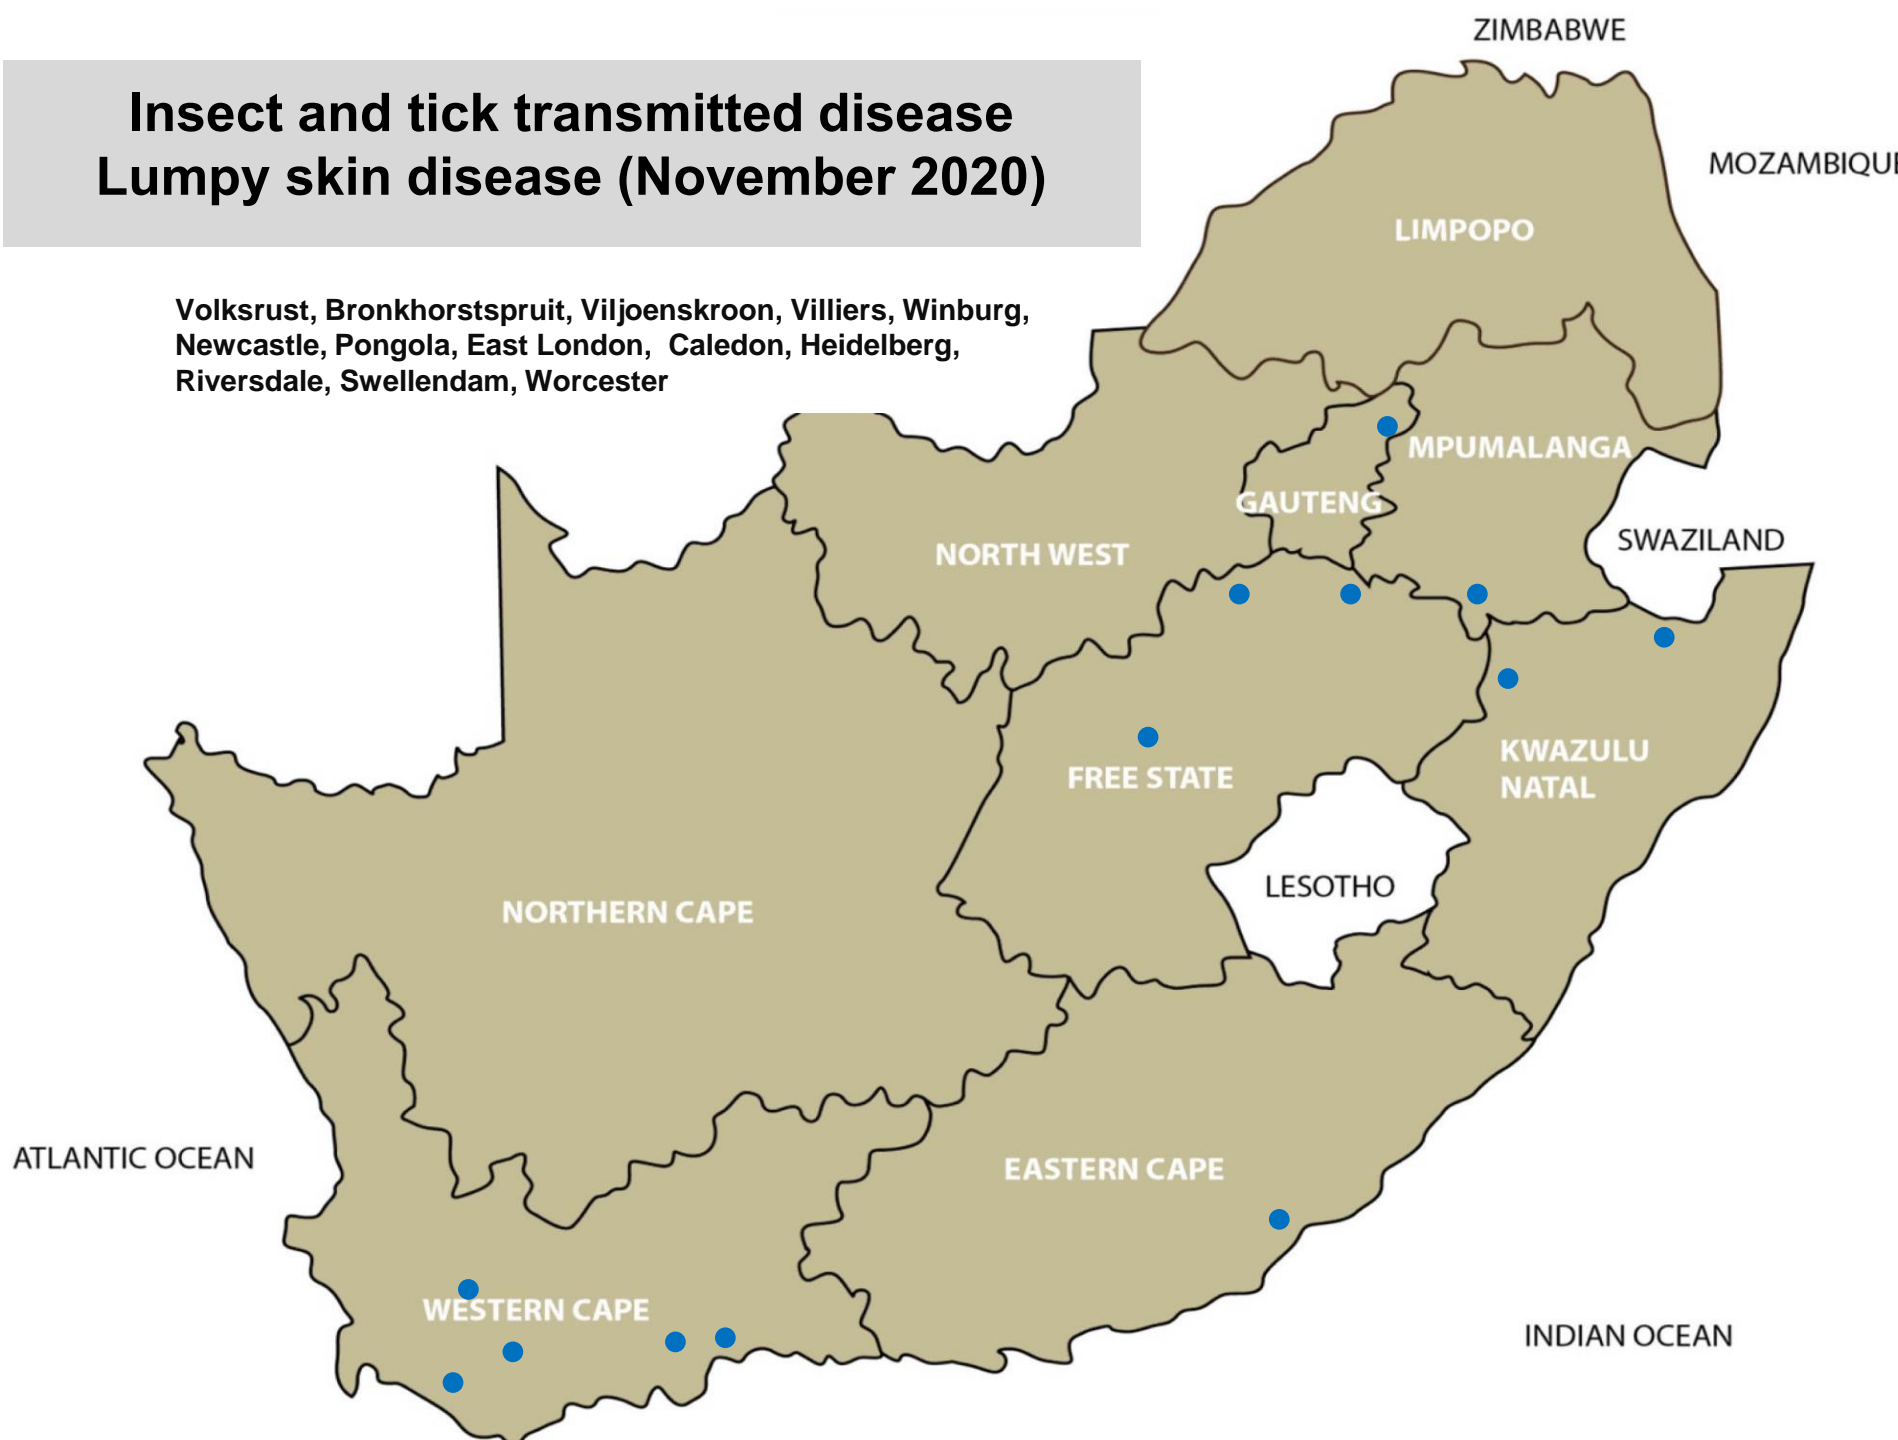 ZIMBABWE
Insect and tick transmitted disease
Lumpy skin disease (November 2020)
MOZAMBIQUE
LIMPOPO
Volksrust, Bronkhorstspruit, Viljoenskroon, Villiers, Winburg,
Newcastle, Pongola, East London, Caledon, Heidelberg,
Riversdale, Swellendam, Worcester
MPUMALANGA
GAUTENG
SWAZILAND
NORTH WEST
KWAZULU
NATAL
FREE STATE
LESOTHO
NORTHERN CAPE
ATLANTIC OCEAN
EASTERN CAPE
WESTERN CAPE
INDIAN OCEAN